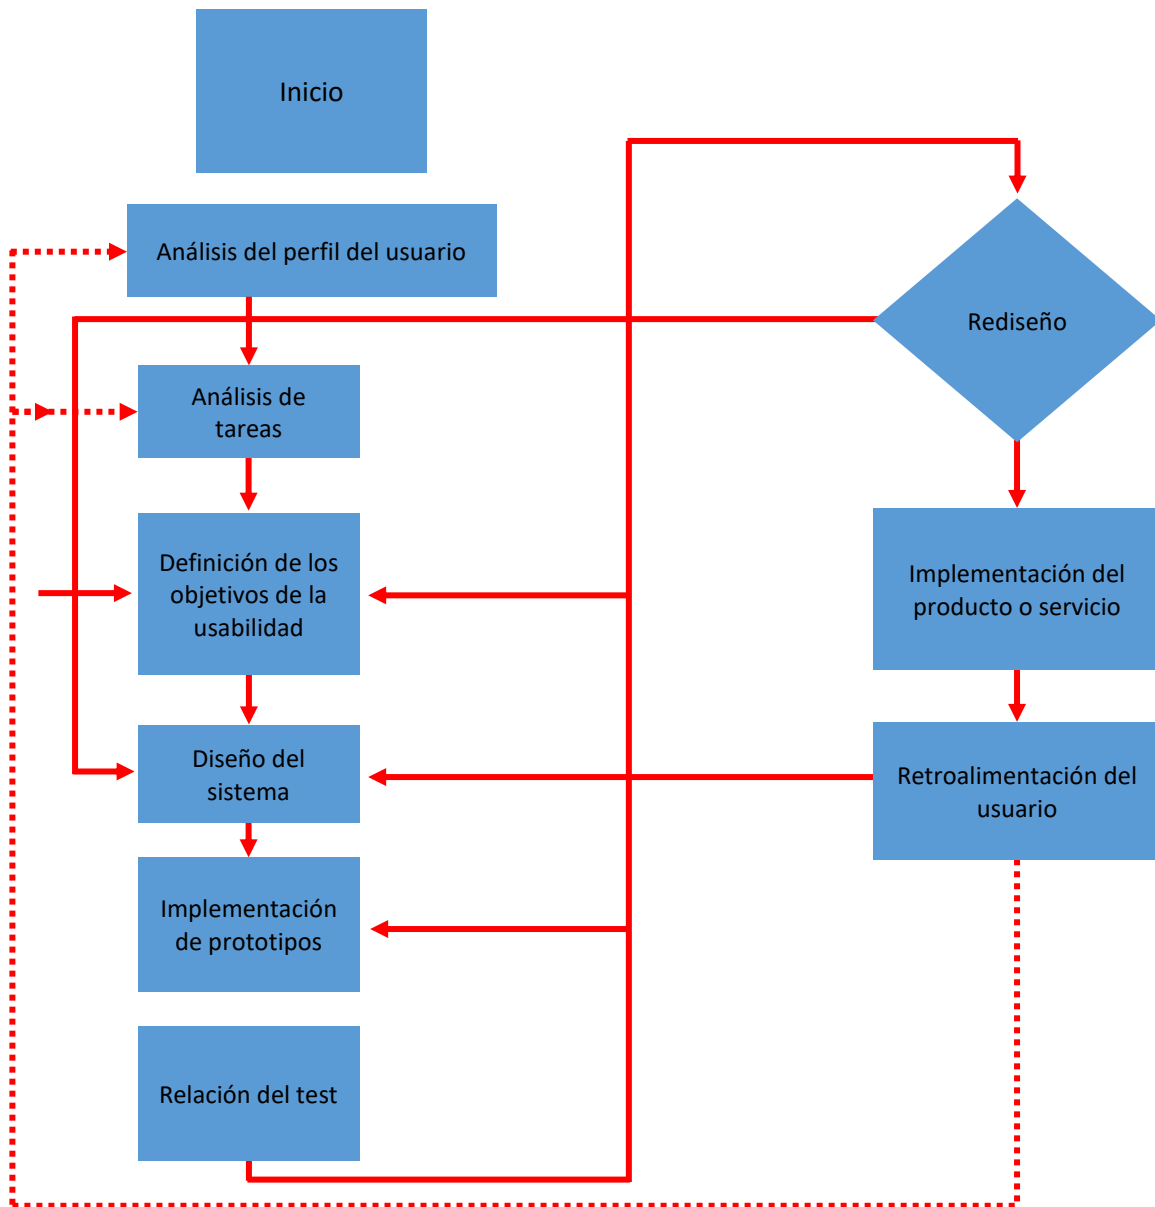 Inicio
Análisis del perfil del usuario
Análisis de
tareas
Definición de los
objetivos de la
usabilidad
Diseño del
sistema
Implementación
de prototipos
Relación del test
Rediseño
Implementación del
producto o servicio
Retroalimentación del
usuario